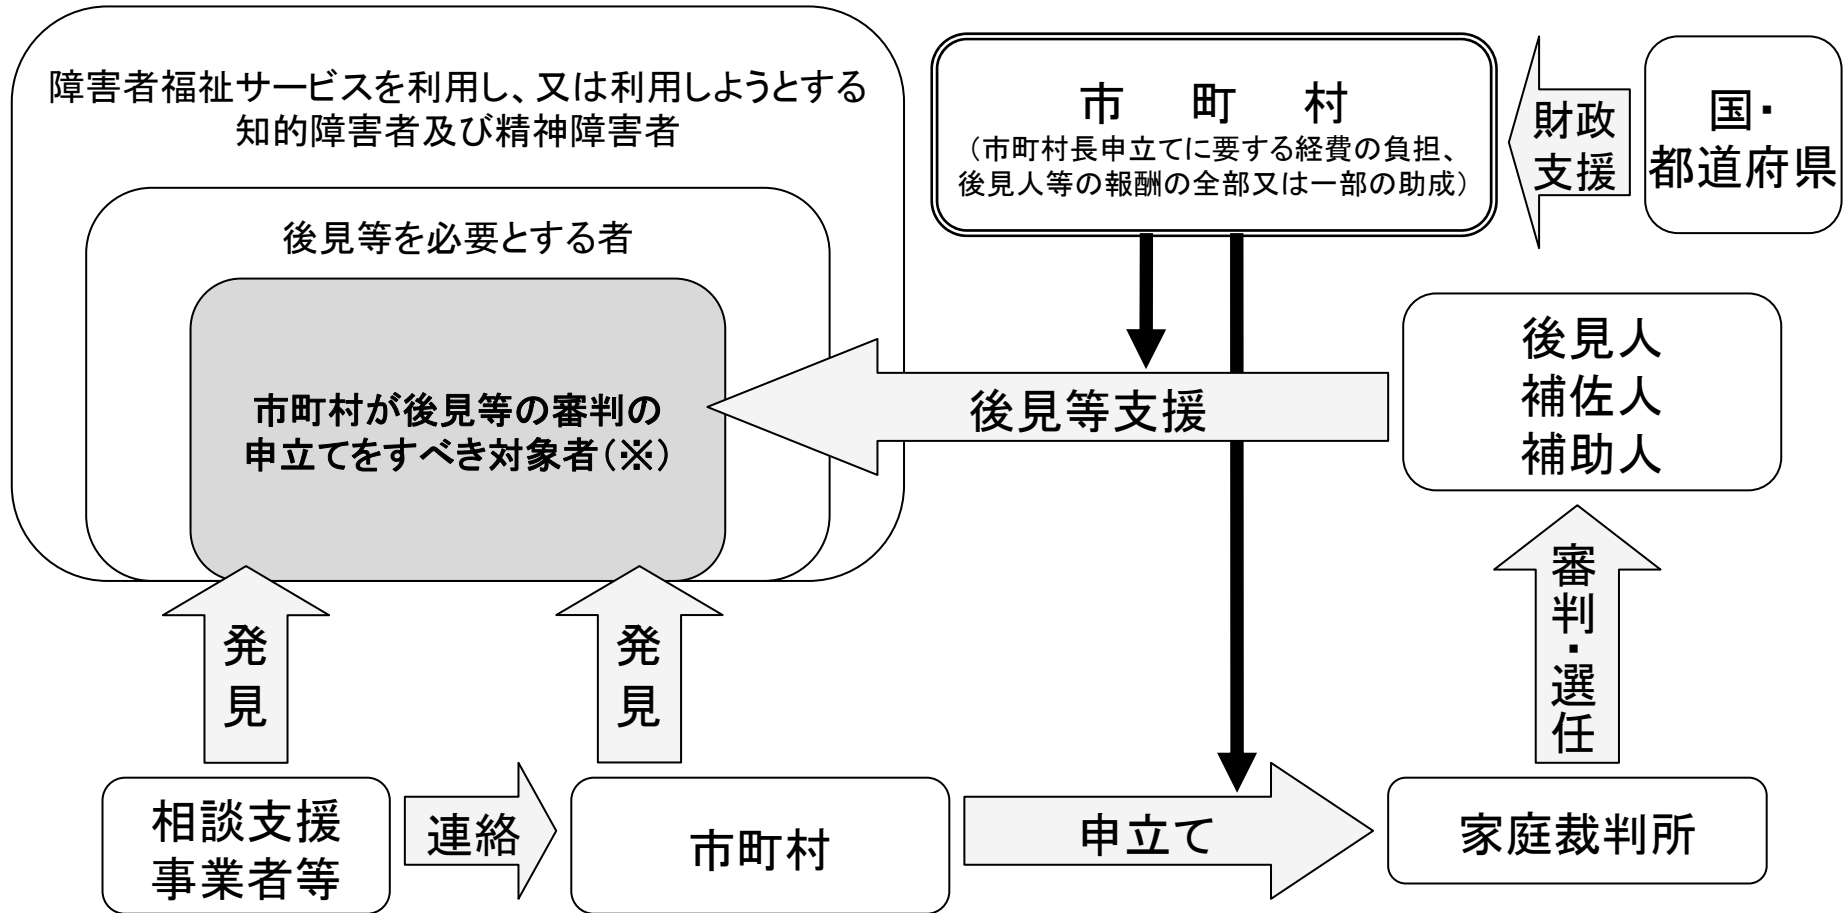 障害者福祉サービスを利用し、又は利用しようとする
知的障害者及び精神障害者
後見等を必要とする者
市町村が後見等の審判の
申立てをすべき対象者(※)
市　町　村
(市町村長申立てに要する経費の負担、
後見人等の報酬の全部又は一部の助成)
財政
支援
国・
都道府県
後見等支援
後見人
補佐人
補助人
発見
発見
審判・選任
相談支援
事業者等
連絡
市町村
申立て
家庭裁判所